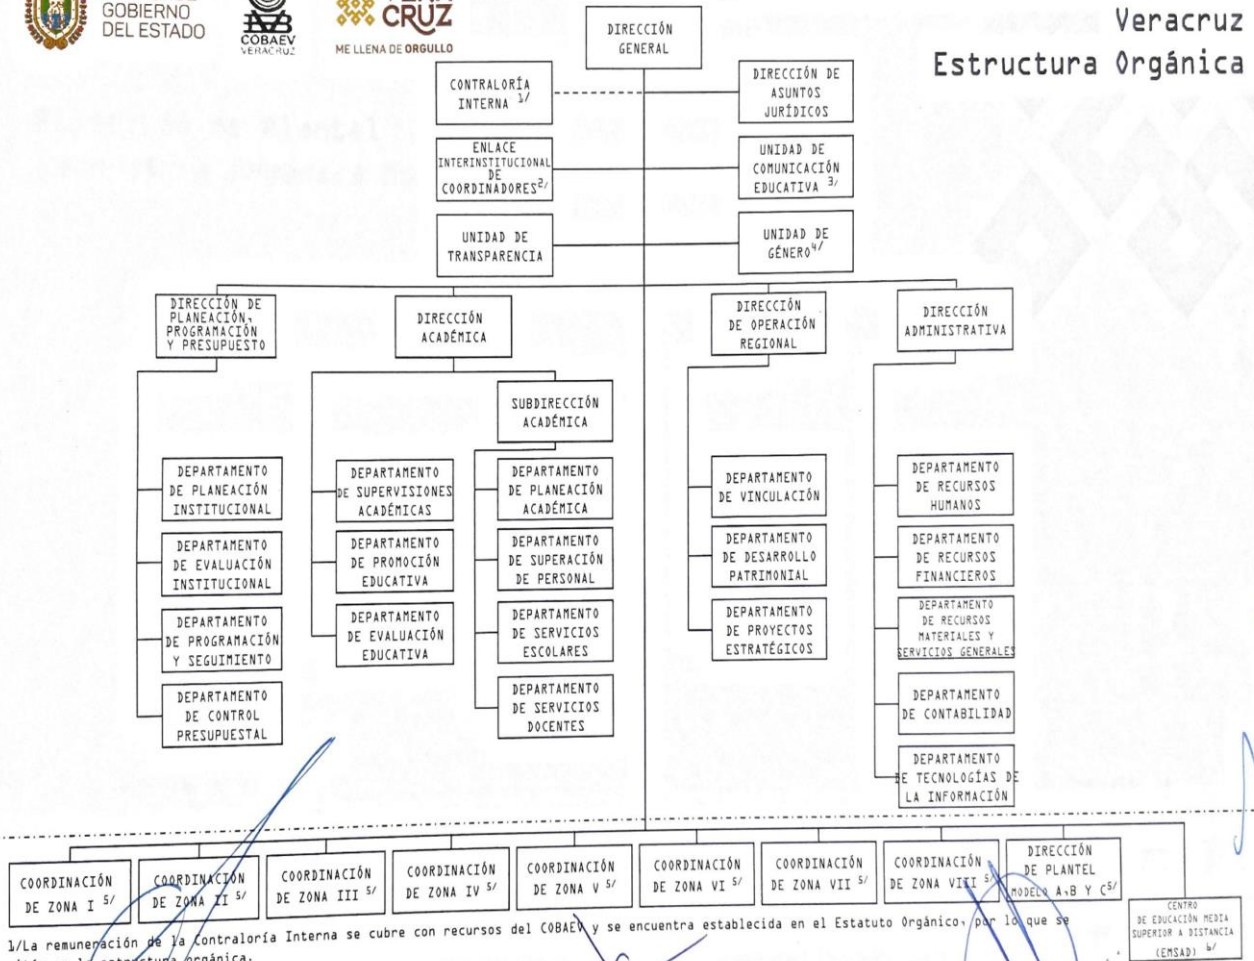 GOBIERNO
DEL ESTADO
COBAEV
VERACRUZ
CRUZ
ME LLENA DE ORGULLO
Veracruz
Estructura Orgánica
DIRECCIÓN
GENERAL
CONTRALORÍA
INTERNA 1/
DIRECCIÓN DE
ASUNTOS
JURÍDICOS
ENLACE
INTERINSTITUCIONAL
DE
COORDINADORES2/
UNIDAD DE
COMUNICACIÓN
EDUCATIVA 3/
UNIDAD DE
TRANSPARENCIA
UNIDAD DE
GÉNERO4/
DIRECCIÓN DE
PLANEACIÓN,
PROGRAMACIÓN
Y PRESUPUESTO
DIRECCIÓN
ACADÉMICA
DIRECCIÓN
DE OPERACIÓN
REGIONAL
DIRECCIÓN
ADMINISTRATIVA
SUBDIRECCIÓN
ACADÉMICA
DEPARTAMENTO
DE PLANEACIÓN
INSTITUCIONAL
DEPARTAMENTO
DE EVALUACIÓN
INSTITUCIONAL
DEPARTAMENTO
DE PROGRAMACIÓN
Y SEGUIMIENTO
DEPARTAMENTO
DE CONTROL
PRESUPUESTAL
DEPARTAMENTO
DE SUPERVISIONES
ACADÉMICAS
DEPARTAMENTO
DE PROMOCIÓN
EDUCATIVA
DEPARTAMENTO
DE EVALUACIÓN
EDUCATIVA
DEPARTAMENTO
DE PLANEACIÓN
ACADÉMICA
DEPARTAMENTO
DE SUPERACIÓN
DE PERSONAL
DEPARTAMENTO
DE SERVICIOS
ESCOLARES
DEPARTAMENTO
DE SERVICIOS
DOCENTES
DEPARTAMENTO
DE VINCULACIÓN
DEPARTAMENTO
DE DESARROLLO
PATRIMONIAL
DEPARTAMENTO
DE PROYECTOS
ESTRATÉGICOS
DEPARTAMENTO
DE RECURSOS
HUMANOS
DEPARTAMENTO
DE RECURSOS
FINANCIEROS
DEPARTAMENTO
DE RECURSOS
MATERIALES Y
SERVICIOS GENERALES
DEPARTAMENTO
DE CONTABILIDAD
DEPARTAMENTO
DE TECNOLOGÍAS DE
LA INFORMACIÓN
COORDINACIÓN
DE ZONA I 5/
COORDINACIÓN
DE ZONA II 5/
COORDINACIÓN
DE ZONA III 5/
COORDINACIÓN
DE ZONA IV 5/
COORDINACIÓN
DE ZONA V 5/
COORDINACIÓN
DE ZONA VI 5/
COORDINACIÓN
DE ZONA VII 5/
COORDINACIÓN
DE ZONA VIII 5/
DIRECCIÓN
DE PLANTEL
MODELO A,B Y C5/
CENTRO
DE EDUCACIÓN MEDIA
SUPERIOR A DISTANCIA
(EMSAD) 6/
1/La remuneración de la Contraloría Interna se cubre con recursos del COBAEV y se encuentra establecida en el Estatuto Orgánico, por lo que se
la estructura orgánica.